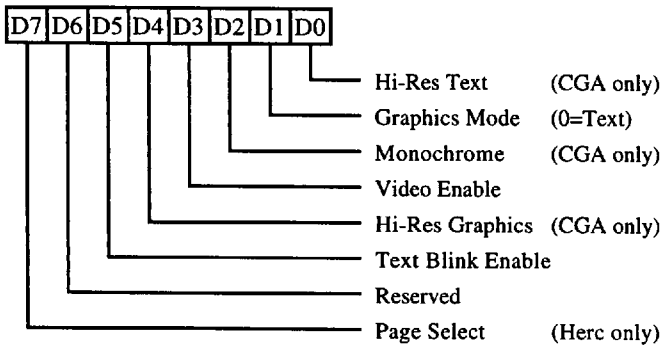 D7 D6 D5 D4 D3 D2 D1 D0
Hi-Res Text (CGA only)
Graphics Mode (0=Text)
Monochrome (CGA only)
Video Enable
Hi-Res Graphics (CGA only)
Text Blink Enable
Reserved
Page Select (Herc only)